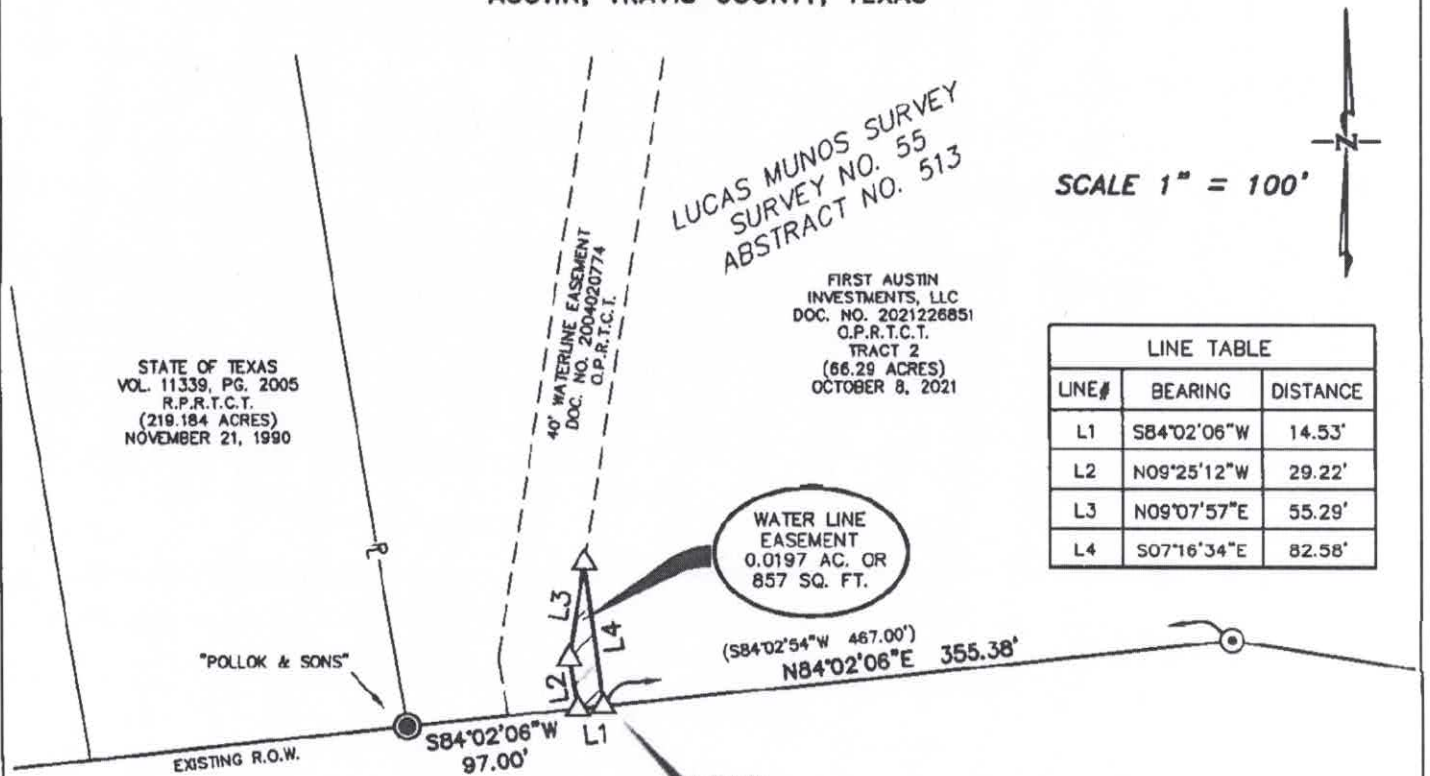 AUSTIN, TRAVIS COUNTY, TEXAS
LUCAS MUNOS SURVEY
SURVEY NO. 55
ABSTRACT NO. 513
N
SCALE 1" = 100'
40' WATERLINE EASEMENT
DOC. NO. 2004020774
O.P.R.T.C.T.
FIRST AUSTIN
INVESTMENTS, LLC
DOC. NO. 2021226851
O.P.R.T.C.T.
TRACT 2
(66.29 ACRES)
OCTOBER 8, 2021
STATE OF TEXAS
VOL. 11339, PG. 2005
R.P.R.T.C.T.
(219.184 ACRES)
NOVEMBER 21, 1990
LINE TABLE
LINE# BEARING DISTANCE
L1 S84°02'06"W 14.53'
L2 N09°25'12"W 29.22'
L3 N09°07'57"E 55.29'
L4 S07°16'34"E 82.58'
WATER LINE
EASEMENT
0.0197 AC. OR
857 SQ. FT.
L3
L4
L2
L1
(S84°02'54"W 467.00')
N84°02'06"E 355.38'
"POLLOK & SONS"
S84°02'06"W
97.00'
EXISTING R.O.W.